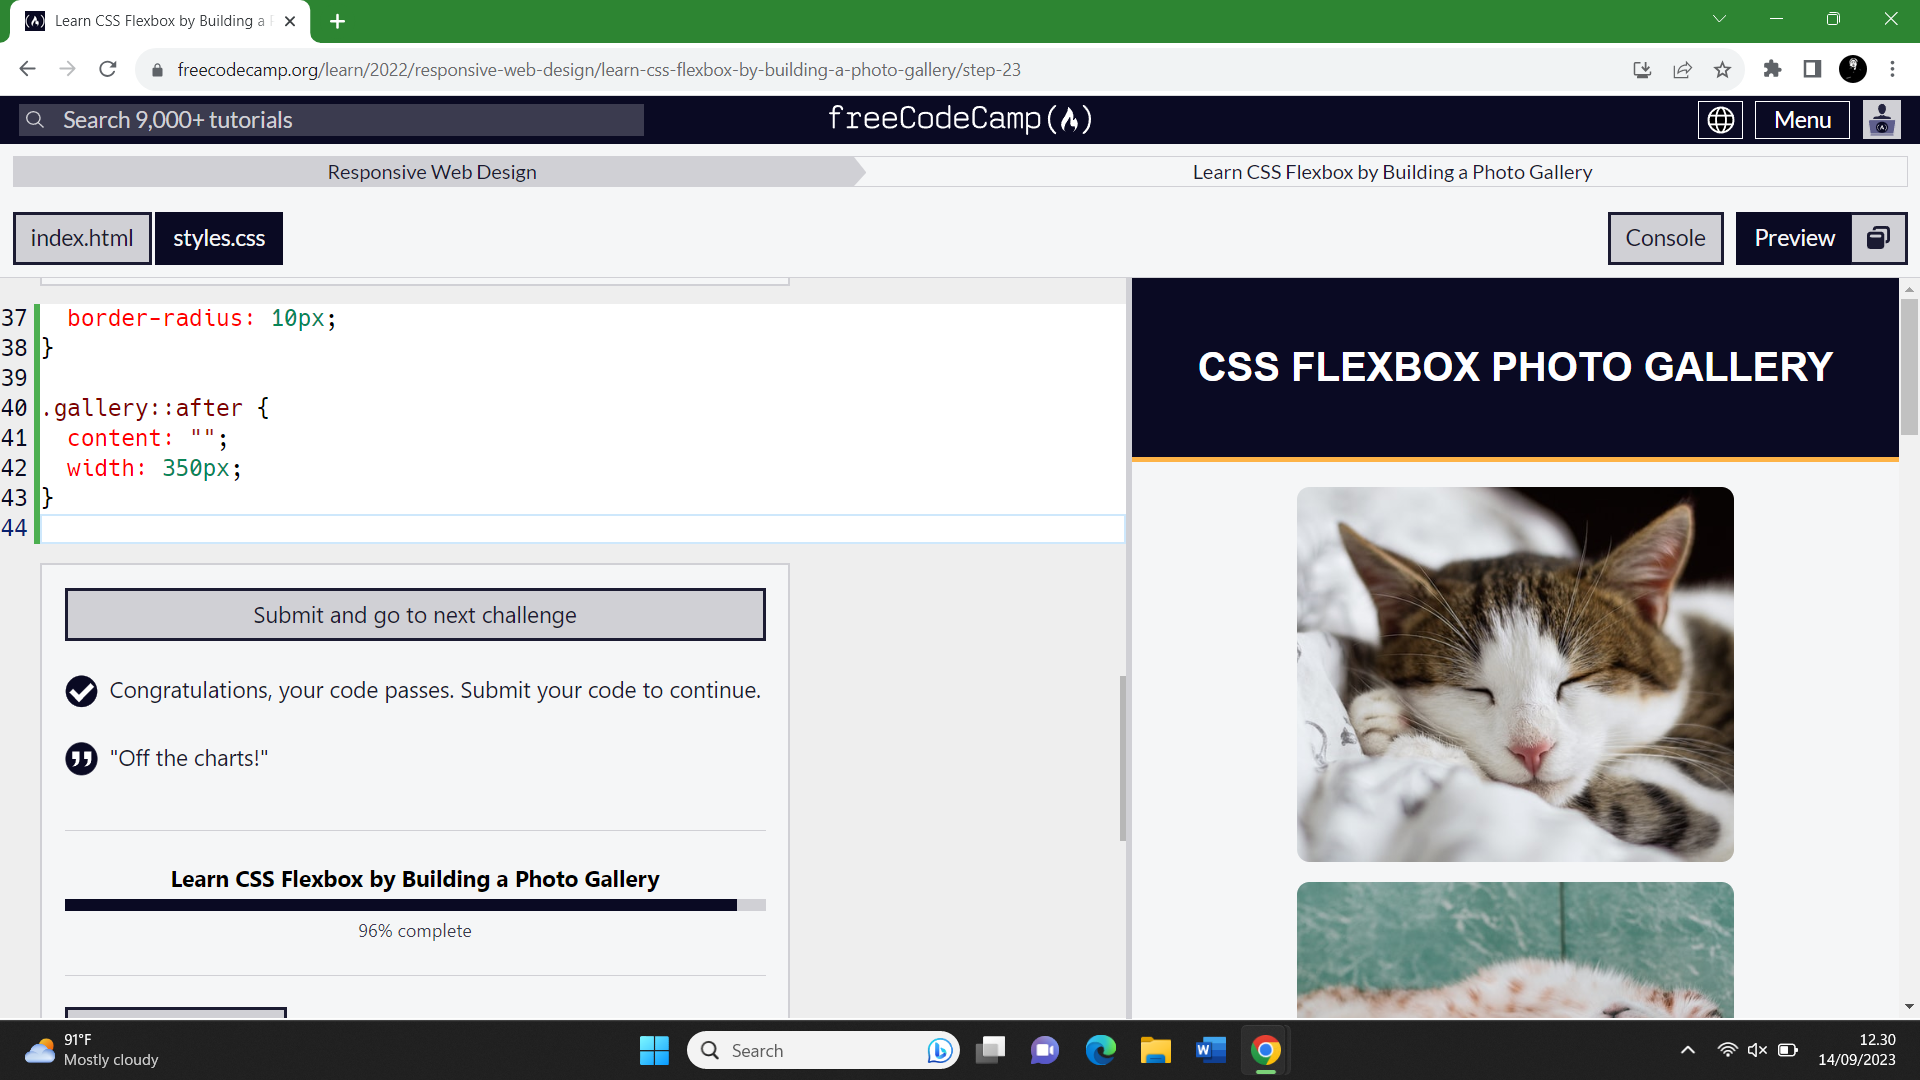 Learn CSS Flexbox by Building a
freecodecamp.org/learn/2022/responsive-web-design/learn-css-flexbox-by-building-a-photo-gallery/step-23
Search 9,000+ tutorials
freeCodeCamp
Menu
Responsive Web Design
Learn CSS Flexbox by Building a Photo Gallery
index.html
styles.css
Console
Preview
37 border-radius: 10px;
38 }
39
40 .gallery::after {
41 content: "";
42 width: 350px;
43 }
44
Submit and go to next challenge
Congratulations, your code passes. Submit your code to continue.
"Off the charts!"
Learn CSS Flexbox by Building a Photo Gallery
96% complete
CSS FLEXBOX PHOTO GALLERY
91°F
Mostly cloudy
Search
12.30
14/09/2023